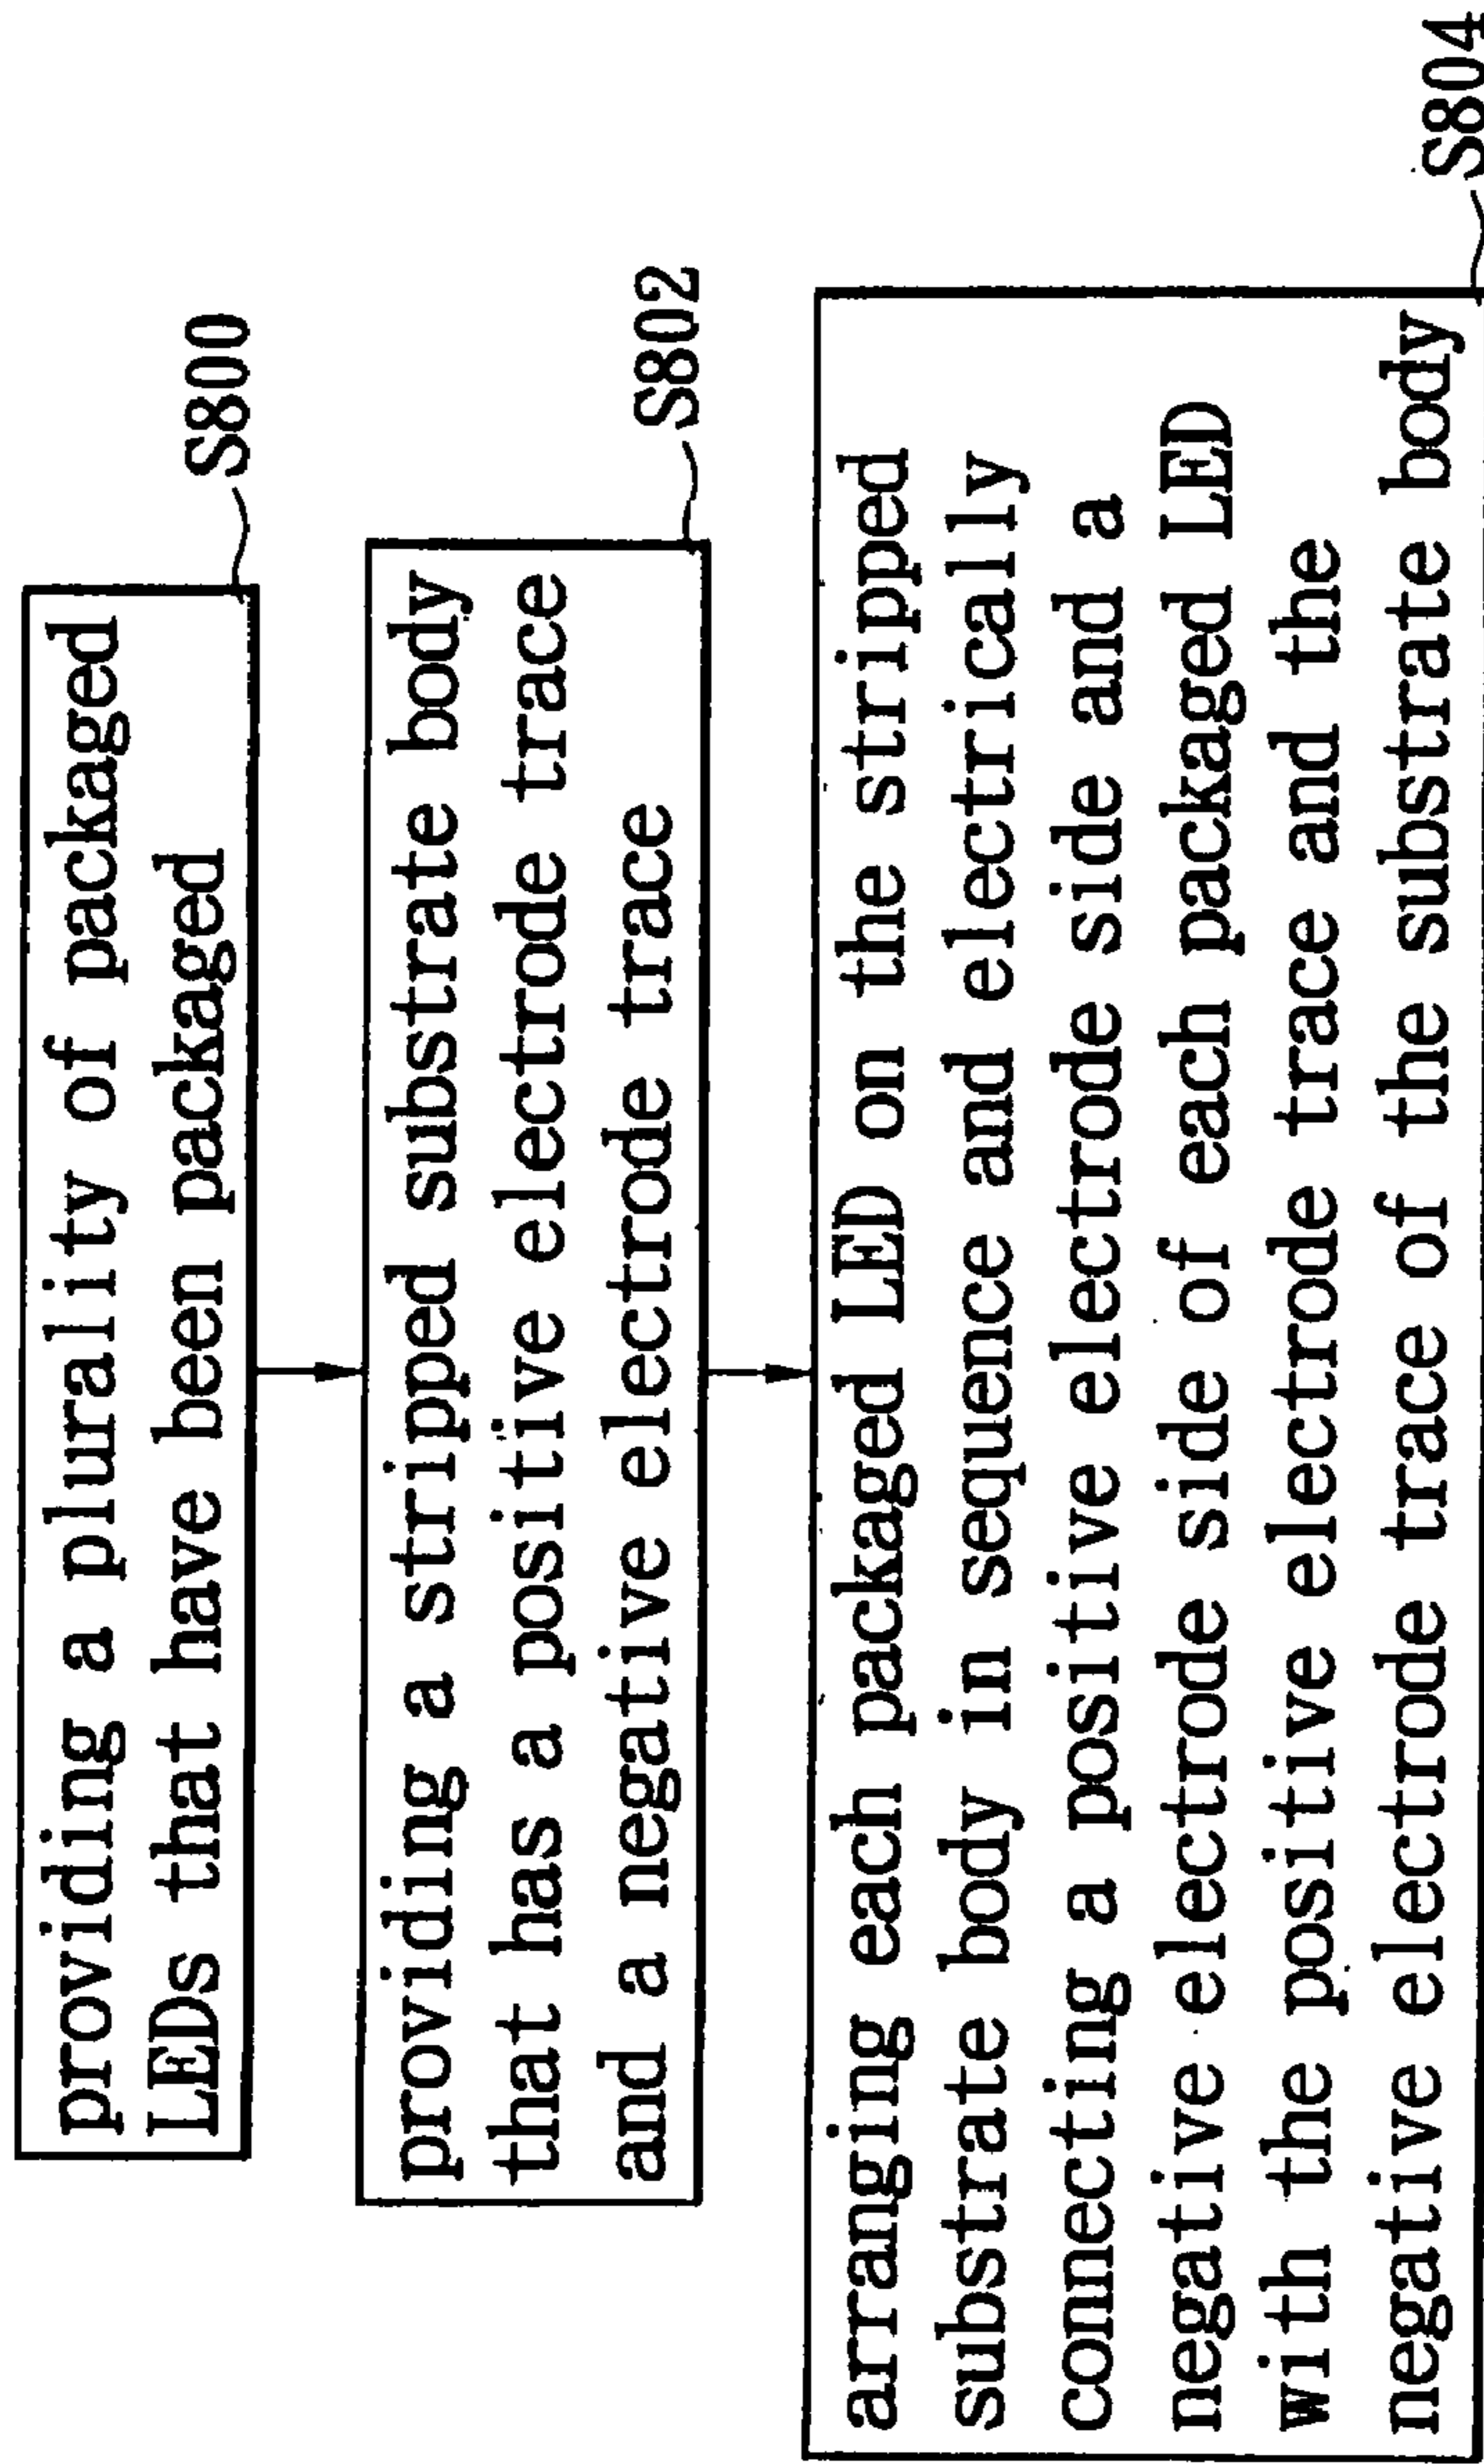 providing a plurality of packaged
LEDs that have been packaged
S800
providing a stripped substrate body
that has a positive electrode trace
and a negative electrode trace
S802
arranging each packaged LED on the stripped
substrate body in sequence and electrically
connecting a positive electrode side and a
negative electrode side of each packaged LED
with the positive electrode trace and the
negative electrode trace of the substrate body
S804